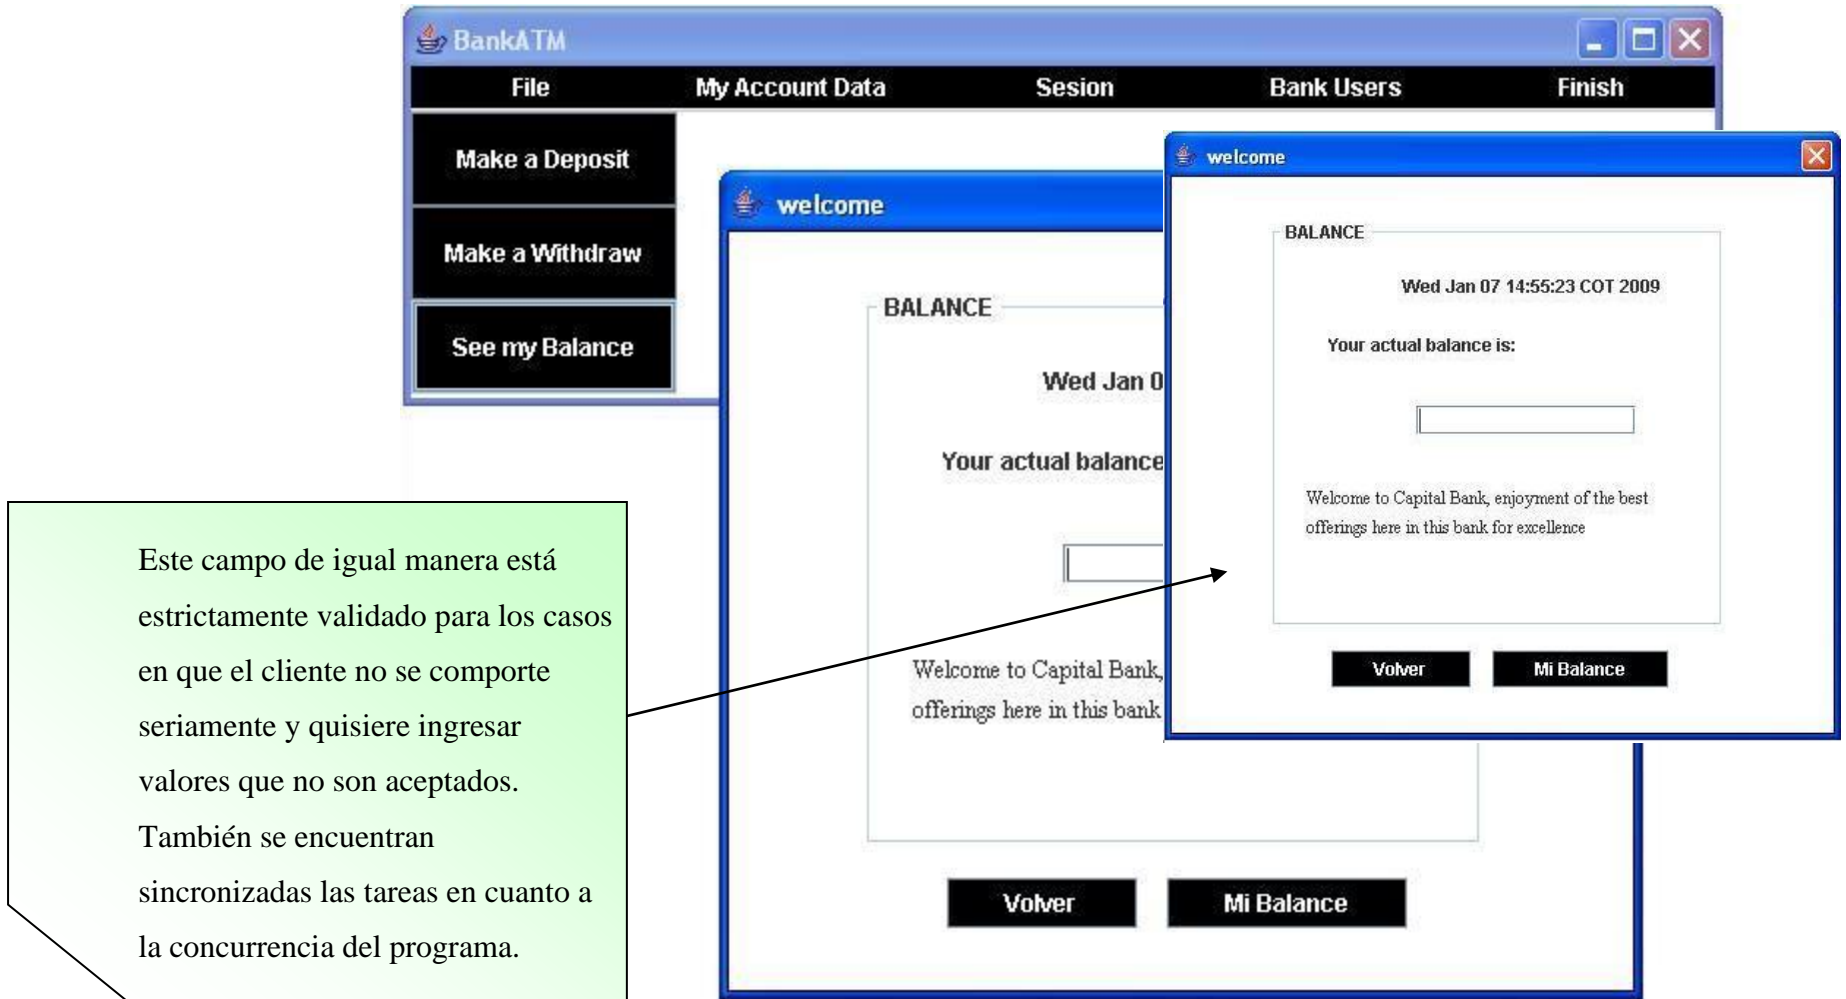 BankATM
File My Account Data Sesion Bank Users Finish
Make a Deposit
Make a Withdraw
See my Balance
welcome
BALANCE
Wed Jan 0
Your actual balance
Welcome to Capital Bank,
offerings here in this bank
Volver Mi Balance
welcome
BALANCE
Wed Jan 07 14:55:23 COT 2009
Your actual balance is:
Welcome to Capital Bank, enjoyment of the best
offerings here in this bank for excellence
Volver Mi Balance
Este campo de igual manera está
estrictamente validado para los casos
en que el cliente no se comporte
seriamente y quisiere ingresar
valores que no son aceptados.
También se encuentran
sincronizadas las tareas en cuanto a
la concurrencia del programa.